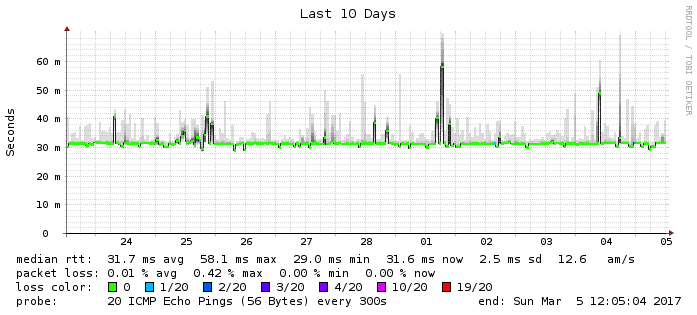 Last 10 Days
RRDTOOL / TOBI OETIKER
Seconds
60 m
50 m
40 m
30 m
20 m
10 m
0
24 25 26 27 28 01 02 03 04 05
median rtt: 31.7 ms avg 58.1 ms max 29.0 ms min 31.6 ms now 2.5 ms sd 12.6 am/s
packet loss: 0.01 % avg 0.42 % max 0.00 % min 0.00 % now
loss color: 0 1/20 2/20 3/20 4/20 10/20 19/20
probe: 20 ICMP Echo Pings (56 Bytes) every 300s end: Sun Mar 5 12:05:04 2017